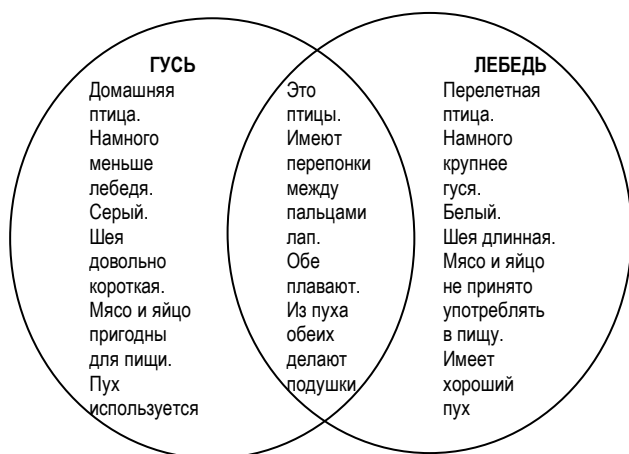 ГУСЬ
Домашняя
птица.
Намного
меньше
лебедя.
Серый.
Шея
довольно
короткая.
Мясо и яйцо
пригодны
для пищи.
Пух
используется
Это
птицы.
Имеют
перепонки
между
пальцами
лап.
Обе
плавают.
Из пуха
обеих
делают
подушки
ЛЕБЕДЬ
Перелетная
птица.
Намного
крупнее
гуся.
Белый.
Шея длинная.
Мясо и яйцо
не принято
употреблять
в пищу.
Имеет
хороший
пух